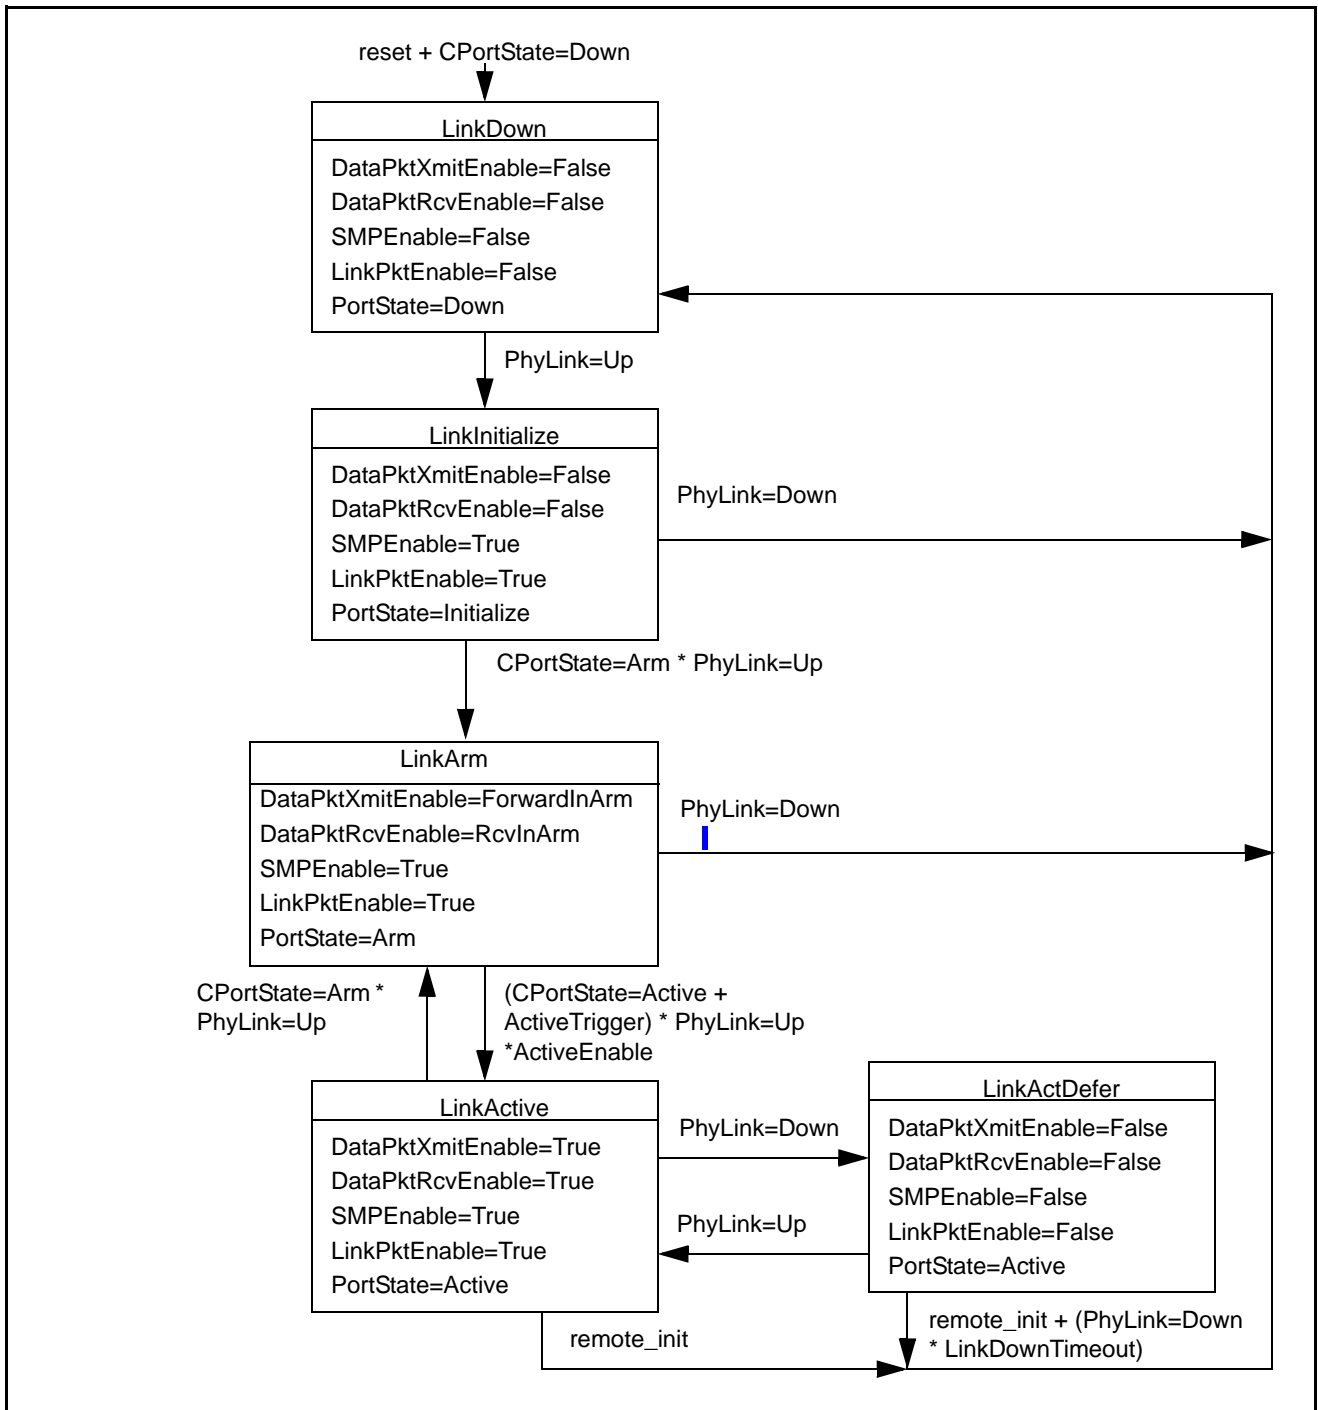 reset + CPortState=Down
LinkDown
DataPktXmitEnable=False
DataPktRcvEnable=False
SMPEnable=False
LinkPktEnable=False
PortState=Down
PhyLink=Up
LinkInitialize
DataPktXmitEnable=False
DataPktRcvEnable=False
SMPEnable=True
LinkPktEnable=True
PortState=Initialize
PhyLink=Down
CPortState=Arm * PhyLink=Up
LinkArm
DataPktXmitEnable=ForwardInArm
DataPktRcvEnable=RcvInArm
SMPEnable=True
LinkPktEnable=True
PortState=Arm
PhyLink=Down
CPortState=Arm *
PhyLink=Up
(CPortState=Active +
ActiveTrigger) * PhyLink=Up
*ActiveEnable
LinkActive
DataPktXmitEnable=True
DataPktRcvEnable=True
SMPEnable=True
LinkPktEnable=True
PortState=Active
PhyLink=Down
PhyLink=Up
LinkActDefer
DataPktXmitEnable=False
DataPktRcvEnable=False
SMPEnable=False
LinkPktEnable=False
PortState=Active
remote_init
remote_init + (PhyLink=Down
* LinkDownTimeout)